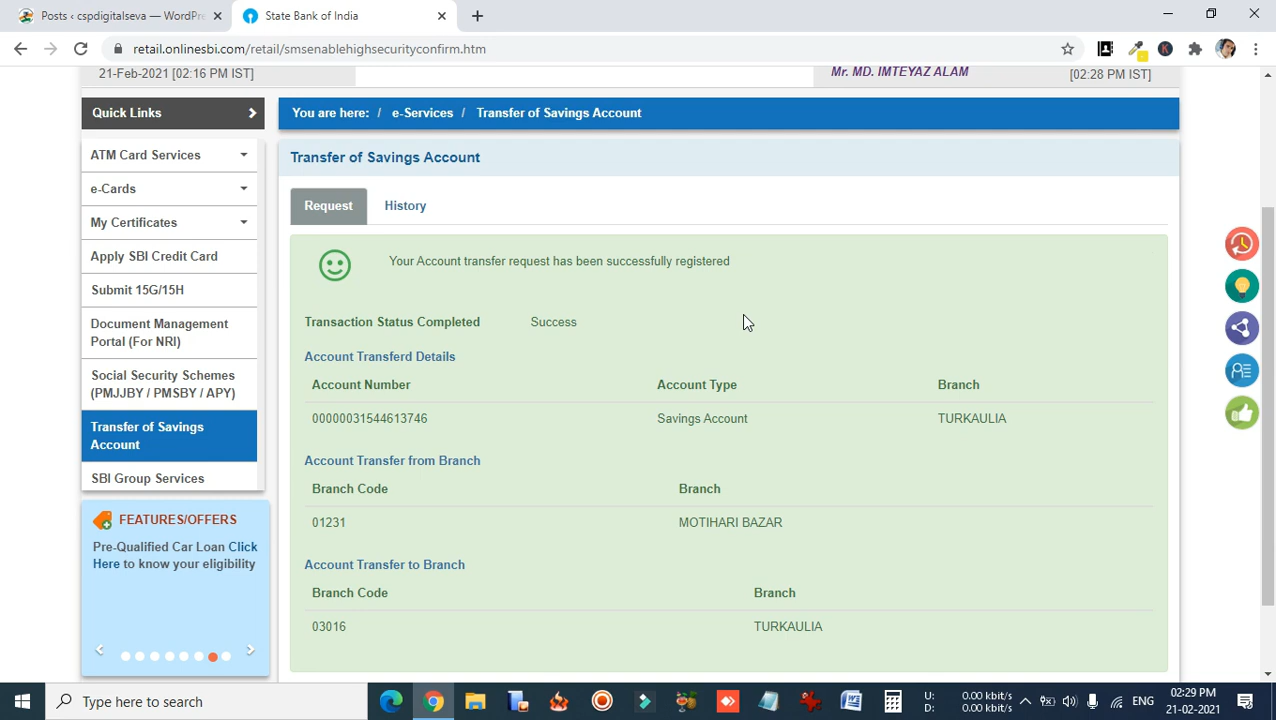 Posts ‹ cspdigitalseva — WordPre
State Bank of India
retail.onlinesbi.com/retail/smsenablehighsecurityconfirm.htm
21-Feb-2021 [02:16 PM IST]
Mr. MD. IMTEYAZ ALAM
[02:28 PM IST]
Quick Links
You are here: / e-Services / Transfer of Savings Account
ATM Card Services
e-Cards
My Certificates
Apply SBI Credit Card
Submit 15G/15H
Document Management
Portal (For NRI)
Social Security Schemes
(PMJJBY / PMSBY / APY)
Transfer of Savings
Account
SBI Group Services
FEATURES/OFFERS
Pre-Qualified Car Loan Click
Here to know your eligibility
Transfer of Savings Account
Request
History
Your Account transfer request has been successfully registered
Transaction Status Completed Success
Account Transferd Details
Account Number Account Type Branch
00000031544613746 Savings Account TURKAULIA
Account Transfer from Branch
Branch Code Branch
01231 MOTIHARI BAZAR
Account Transfer to Branch
Branch Code Branch
03016 TURKAULIA
Type here to search
U: 0.00 kbit/s
D: 0.00 kbit/s
ENG
02:29 PM
21-02-2021